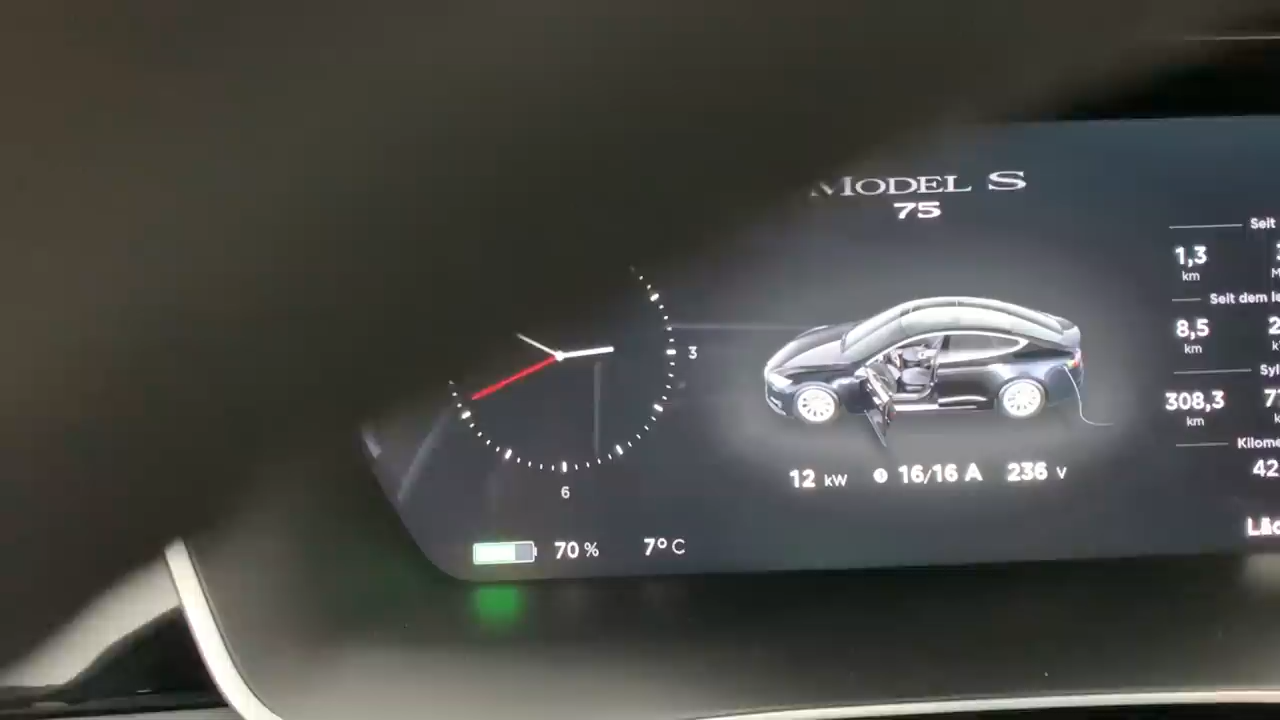 MODEL S
75
3
6
12 kW 16/16 A 236 V
70 % 7°C
Seit
1,3
km
Seit dem
8,5
km
308,3
km
42